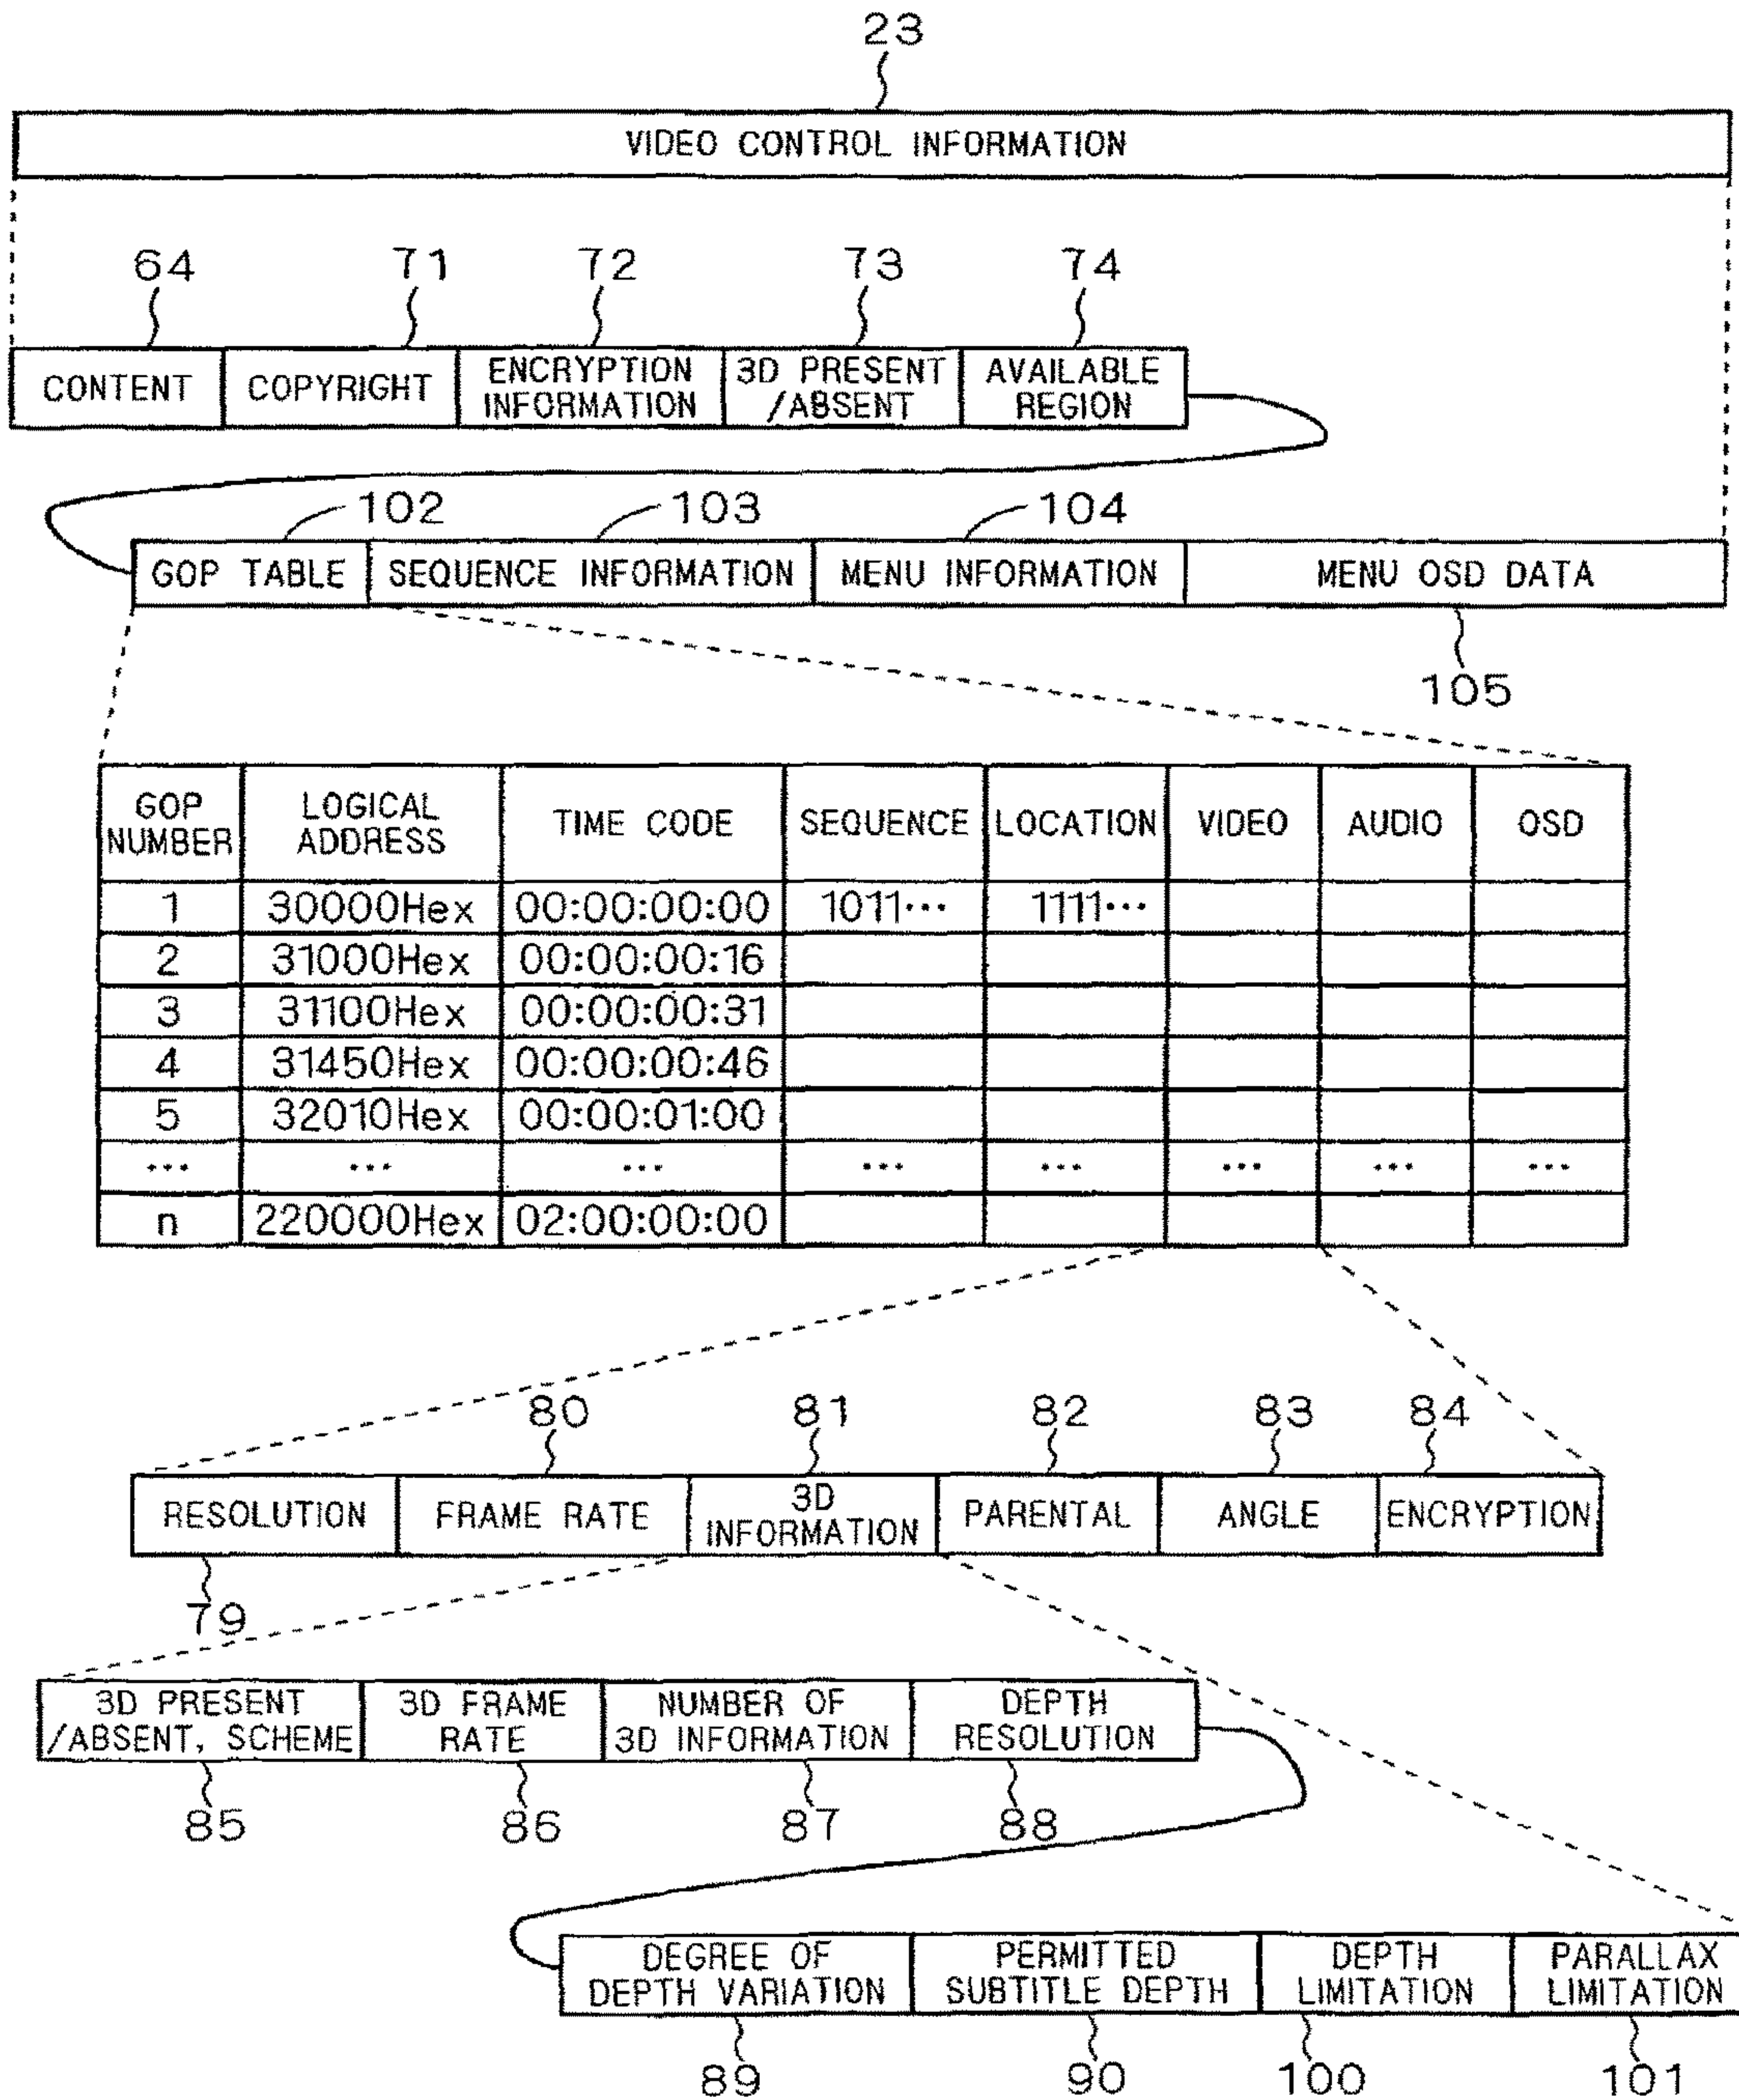 23
VIDEO CONTROL INFORMATION
64 71 72 73 74
CONTENT COPYRIGHT ENCRYPTION INFORMATION 3D PRESENT /ABSENT AVAILABLE REGION
102 103 104
GOP TABLE SEQUENCE INFORMATION MENU INFORMATION MENU OSD DATA
105
GOP NUMBER LOGICAL ADDRESS TIME CODE SEQUENCE LOCATION VIDEO AUDIO OSD
1 30000Hex 00:00:00:00 1011··· 1111···
2 31000Hex 00:00:00:16
3 31100Hex 00:00:00:31
4 31450Hex 00:00:00:46
5 32010Hex 00:00:01:00
··· ··· ··· ··· ··· ··· ··· ···
n 220000Hex 02:00:00:00
80 81 82 83 84
RESOLUTION FRAME RATE 3D INFORMATION PARENTAL ANGLE ENCRYPTION
79
3D PRESENT /ABSENT, SCHEME 3D FRAME RATE NUMBER OF 3D INFORMATION DEPTH RESOLUTION
85 86 87 88
DEGREE OF DEPTH VARIATION PERMITTED SUBTITLE DEPTH DEPTH LIMITATION PARALLAX LIMITATION
89 90 100 101